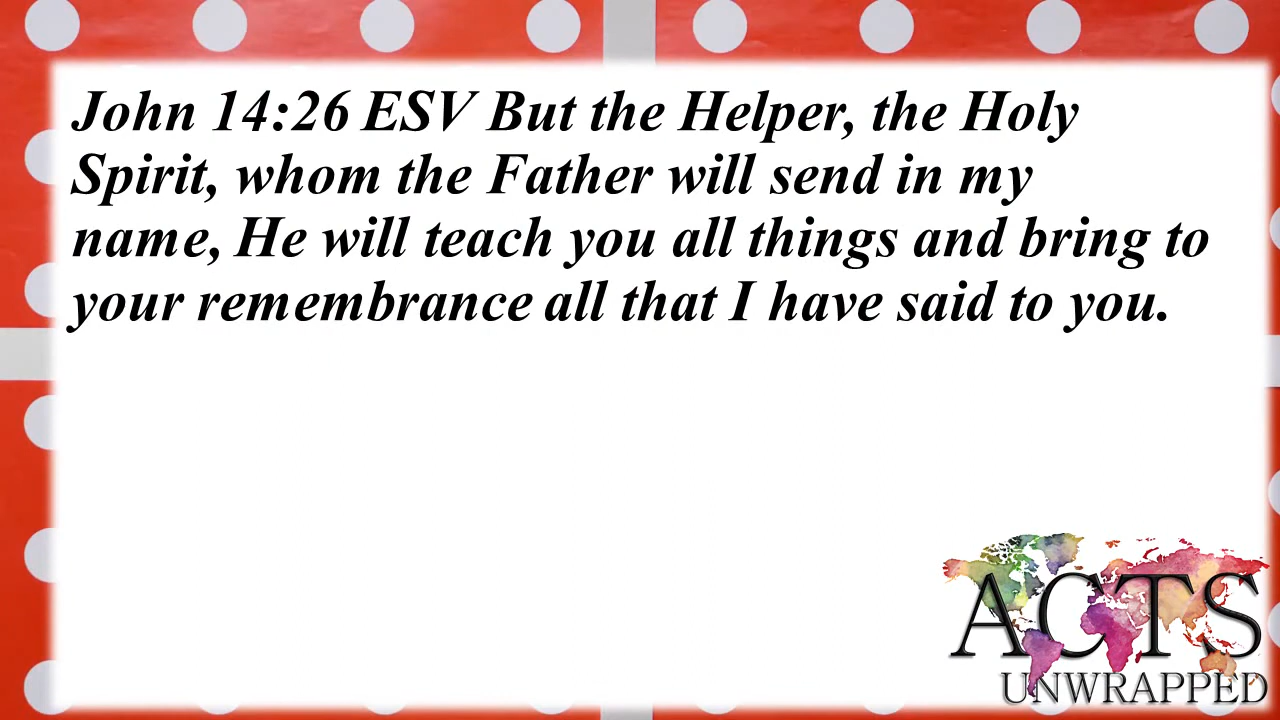 John 14:26 ESV But the Helper, the Holy
Spirit, whom the Father will send in my
name, He will teach you all things and bring to
your remembrance all that I have said to you.
ACTS
UNWRAPPED